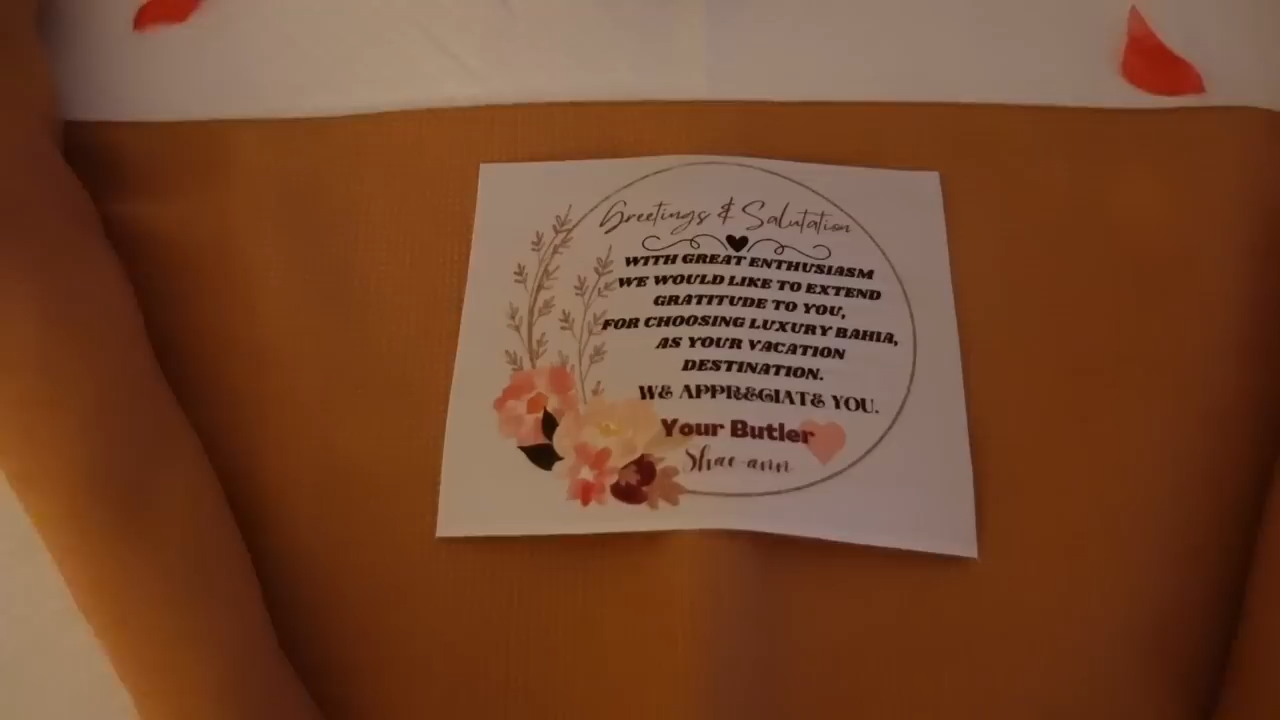 Greetings & Salutation
WITH GREAT ENTHUSIASM
WE WOULD LIKE TO EXTEND
GRATITUDE TO YOU,
FOR CHOOSING LUXURY BAHIA,
AS YOUR VACATION
DESTINATION.
WE APPRECIATE YOU.
Your Butler
Shae-ann